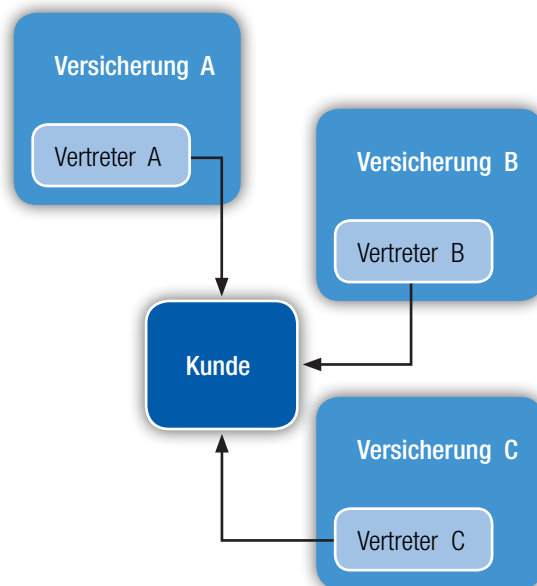 Versicherung A
Vertreter A
Versicherung B
Vertreter B
Kunde
Versicherung C
Vertreter C